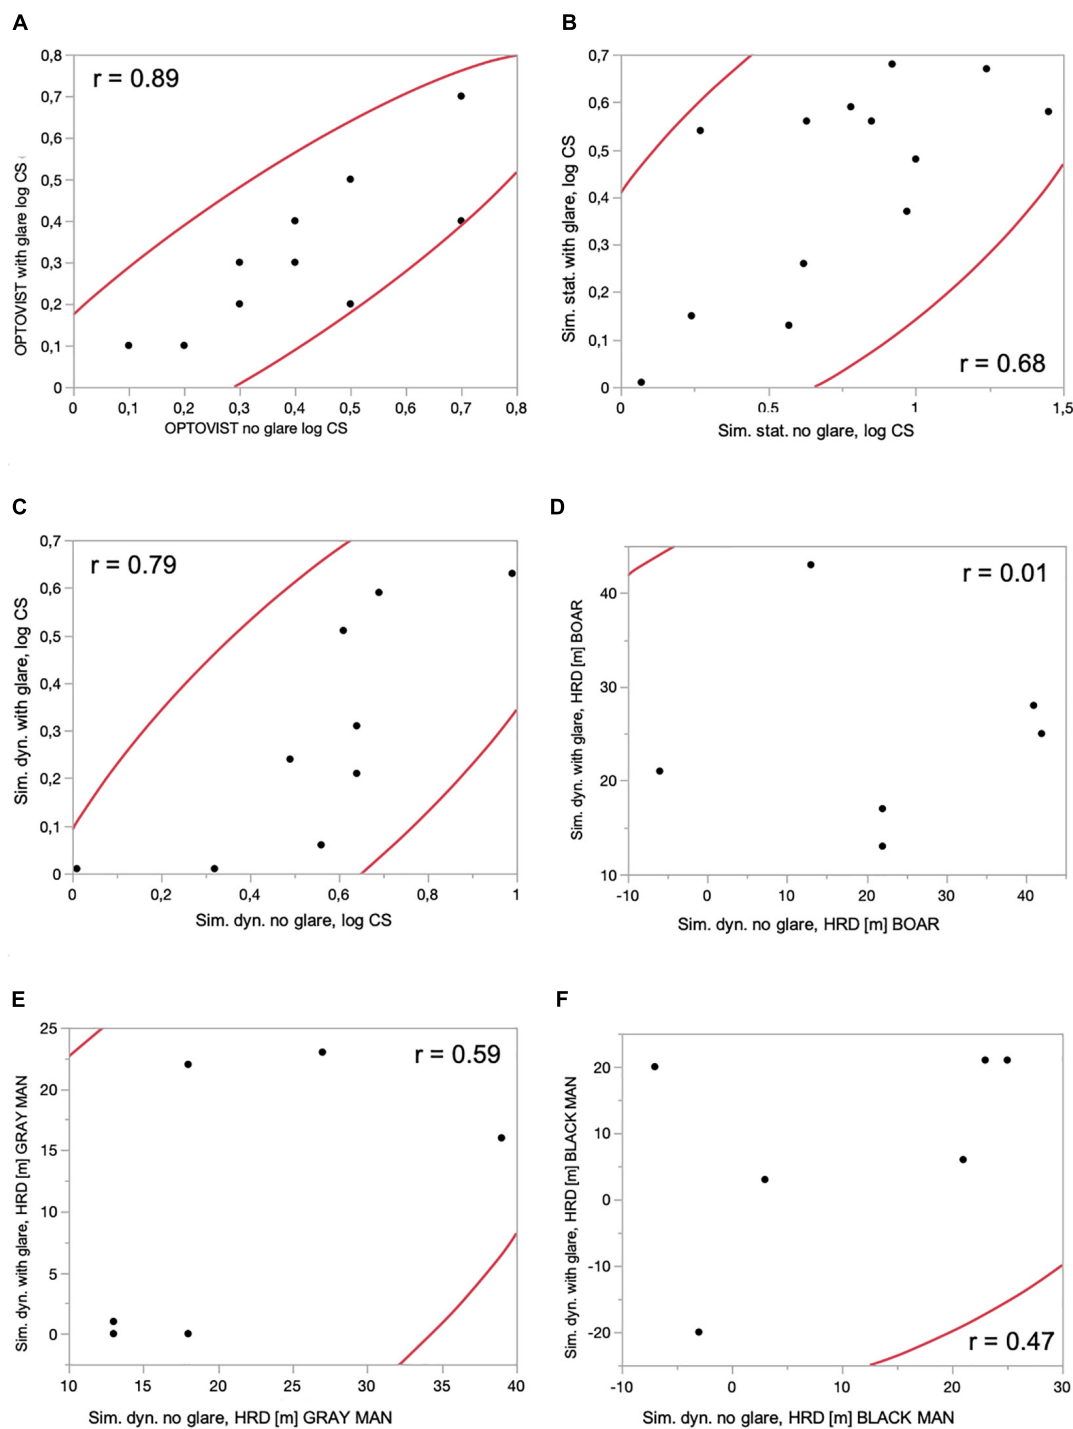 A
r = 0.89
0,8
0,7
0,6
0,5
0,4
0,3
0,2
0,1
0
OPTOVIST with glare log CS
0 0,1 0,2 0,3 0,4 0,5 0,6 0,7 0,8
OPTOVIST no glare log CS
B
0,7
0,6
0,5
0,4
0,3
0,2
0,1
0
Sim. stat. with glare, log CS
r = 0.68
0 0.5 1 1,5
Sim. stat. no glare, log CS
C
r = 0.79
0,7
0,6
0,5
0,4
0,3
0,2
0,1
0
Sim. dyn. with glare, log CS
0 0,2 0,4 0,6 0,8 1
Sim. dyn. no glare, log CS
D
r = 0.01
40
30
20
10
Sim. dyn. with glare, HRD [m] BOAR
-10 0 10 20 30 40
Sim. dyn. no glare, HRD [m] BOAR
E
r = 0.59
25
20
15
10
5
0
Sim. dyn. with glare, HRD [m] GRAY MAN
10 15 20 25 30 35 40
Sim. dyn. no glare, HRD [m] GRAY MAN
F
20
10
0
-10
-20
Sim. dyn. with glare, HRD [m] BLACK MAN
r = 0.47
-10 0 10 20 30
Sim. dyn. no glare, HRD [m] BLACK MAN